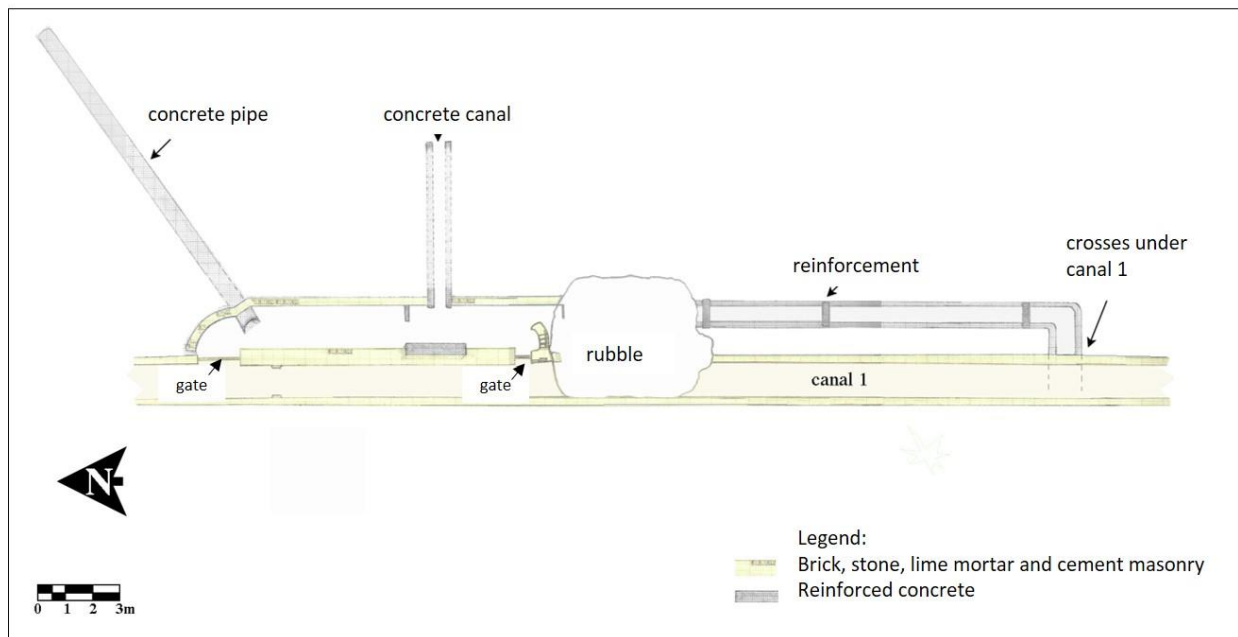 concrete pipe
concrete canal
reinforcement
crosses under
canal 1
rubble
gate
gate
canal 1
N
0 1 2 3m
Legend:
Brick, stone, lime mortar and cement masonry
Reinforced concrete